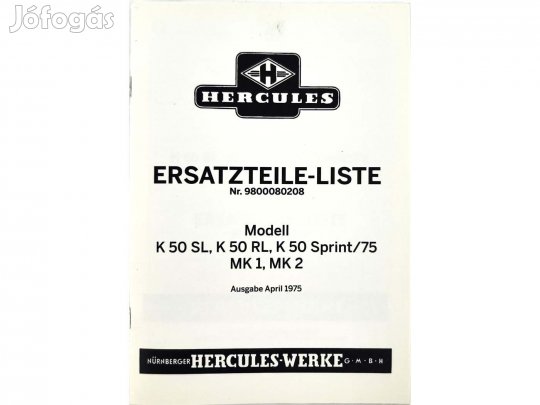 Jófogás
H
HERCULES
ERSATZTEILE-LISTE
Nr. 9800080208
Modell
K 50 SL, K 50 RL, K 50 Sprint/75
MK 1, MK 2
Ausgabe April 1975
NÜRNBERGER HERCULES-WERKE G·M·B·H